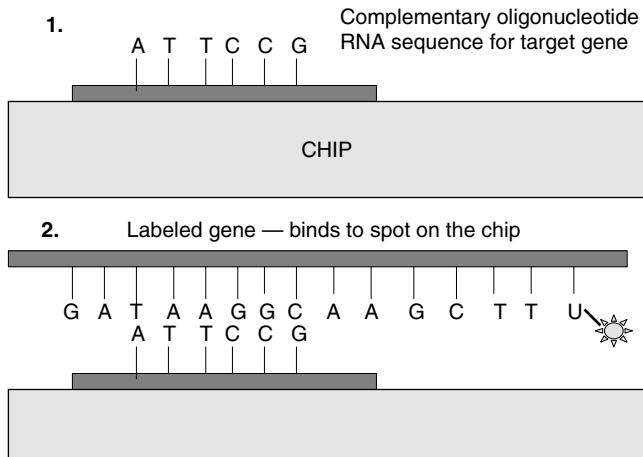 1.
Complementary oligonucleotide
RNA sequence for target gene
A T T C C G
CHIP
2. Labeled gene — binds to spot on the chip
G A T A A G G C A A G C T T U
A T T C C G